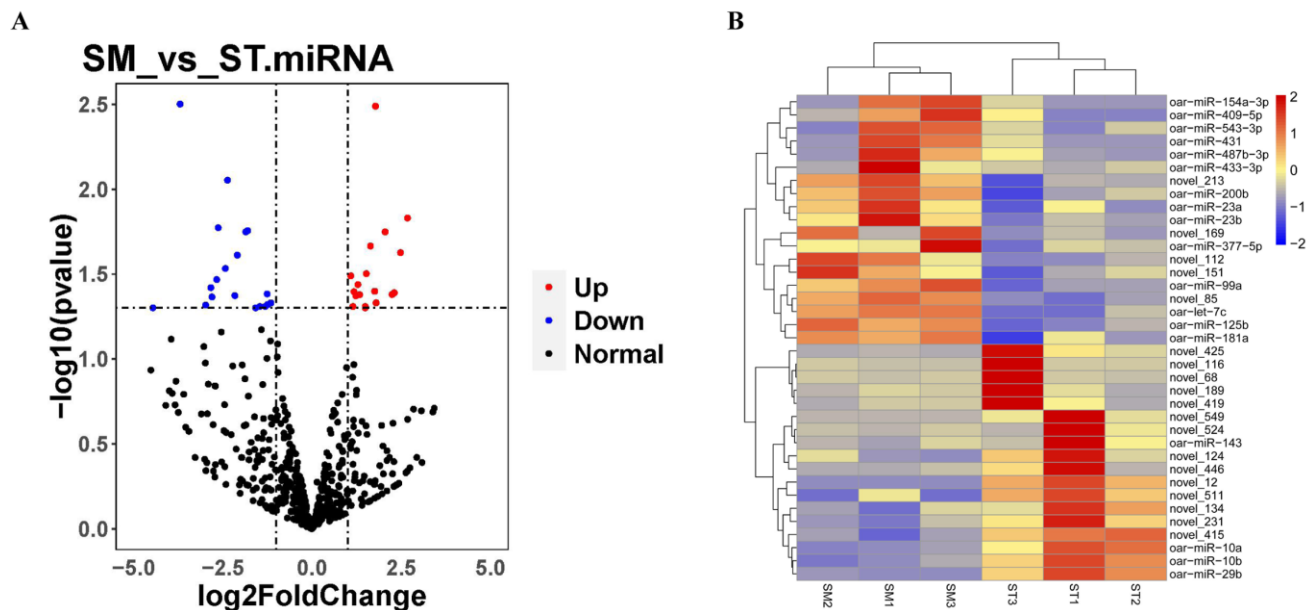 A
SM_vs_ST.miRNA
2.5
2.0
1.5
1.0
0.5
0.0
−log10(pvalue)
−5.0
−2.5
0.0
2.5
5.0
log2FoldChange
Up
Down
Normal
B
oar-miR-154a-3p
oar-miR-409-5p
oar-miR-543-3p
oar-miR-431
oar-miR-487b-3p
oar-miR-433-3p
novel_213
oar-miR-200b
oar-miR-23a
oar-miR-23b
novel_169
oar-miR-377-5p
novel_112
novel_151
oar-miR-99a
novel_85
oar-let-7c
oar-miR-125b
oar-miR-181a
novel_425
novel_116
novel_68
novel_189
novel_419
novel_549
novel_524
oar-miR-143
novel_124
novel_446
novel_12
novel_511
novel_134
novel_231
novel_415
oar-miR-10a
oar-miR-10b
oar-miR-29b
SM2
SM1
SM3
ST3
ST1
ST2
2
1
0
−1
−2